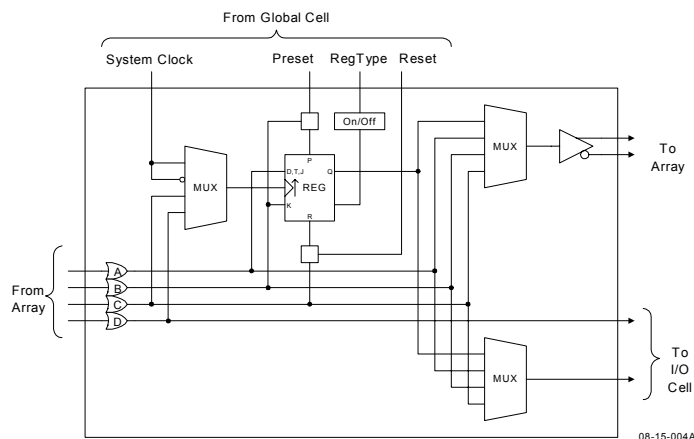 From Global Cell
System Clock
Preset
RegType
Reset
On/Off
P
D,T,J
Q
REG
K
R
MUX
MUX
To
Array
From
Array
A
B
C
D
MUX
To
I/O
Cell
08-15-004A